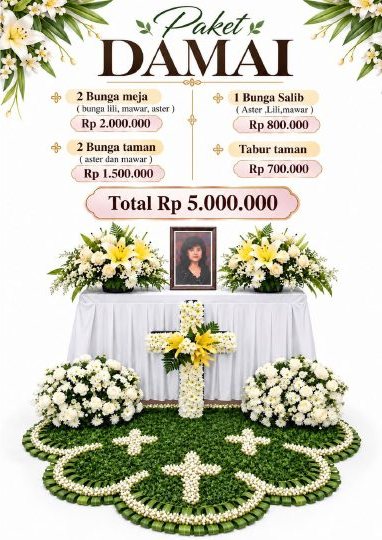 Paket
DAMAI
2 Bunga meja
( bunga lili, mawar, aster )
Rp 2.000.000
1 Bunga Salib
( Aster ,Lili,mawar )
Rp 800.000
2 Bunga taman
( aster dan mawar )
Rp 1.500.000
Tabur taman
Rp 700.000
Total Rp 5.000.000